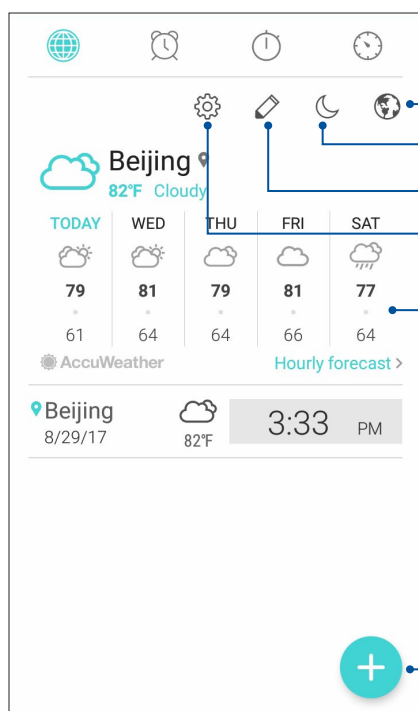 Beijing
82°F Cloudy
TODAY WED THU FRI SAT
79 81 79 81 77
61 64 64 66 64
AccuWeather Hourly forecast >
Beijing 82°F 3:33 PM
8/29/17